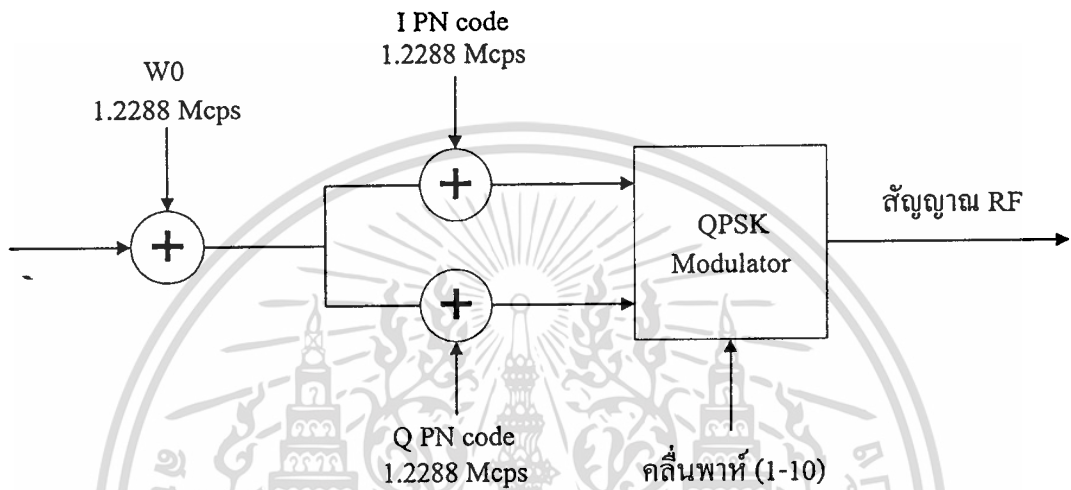 I PN code
1.2288 Mcps
W0
1.2288 Mcps
QPSK
Modulator
สัญญาณ RF
Q PN code
1.2288 Mcps
คลื่นพาห์ (1-10)